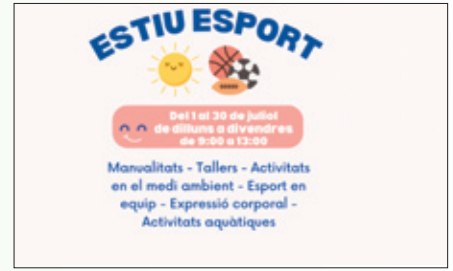 ESTIU ESPORT
Del 1 al 30 de juliol
de dilluns a divendres
de 9:00 a 13:00
Manualitats - Tallers - Activitats
en el medi ambient - Esport en
equip - Expressió corporal -
Activitats aquàtiques